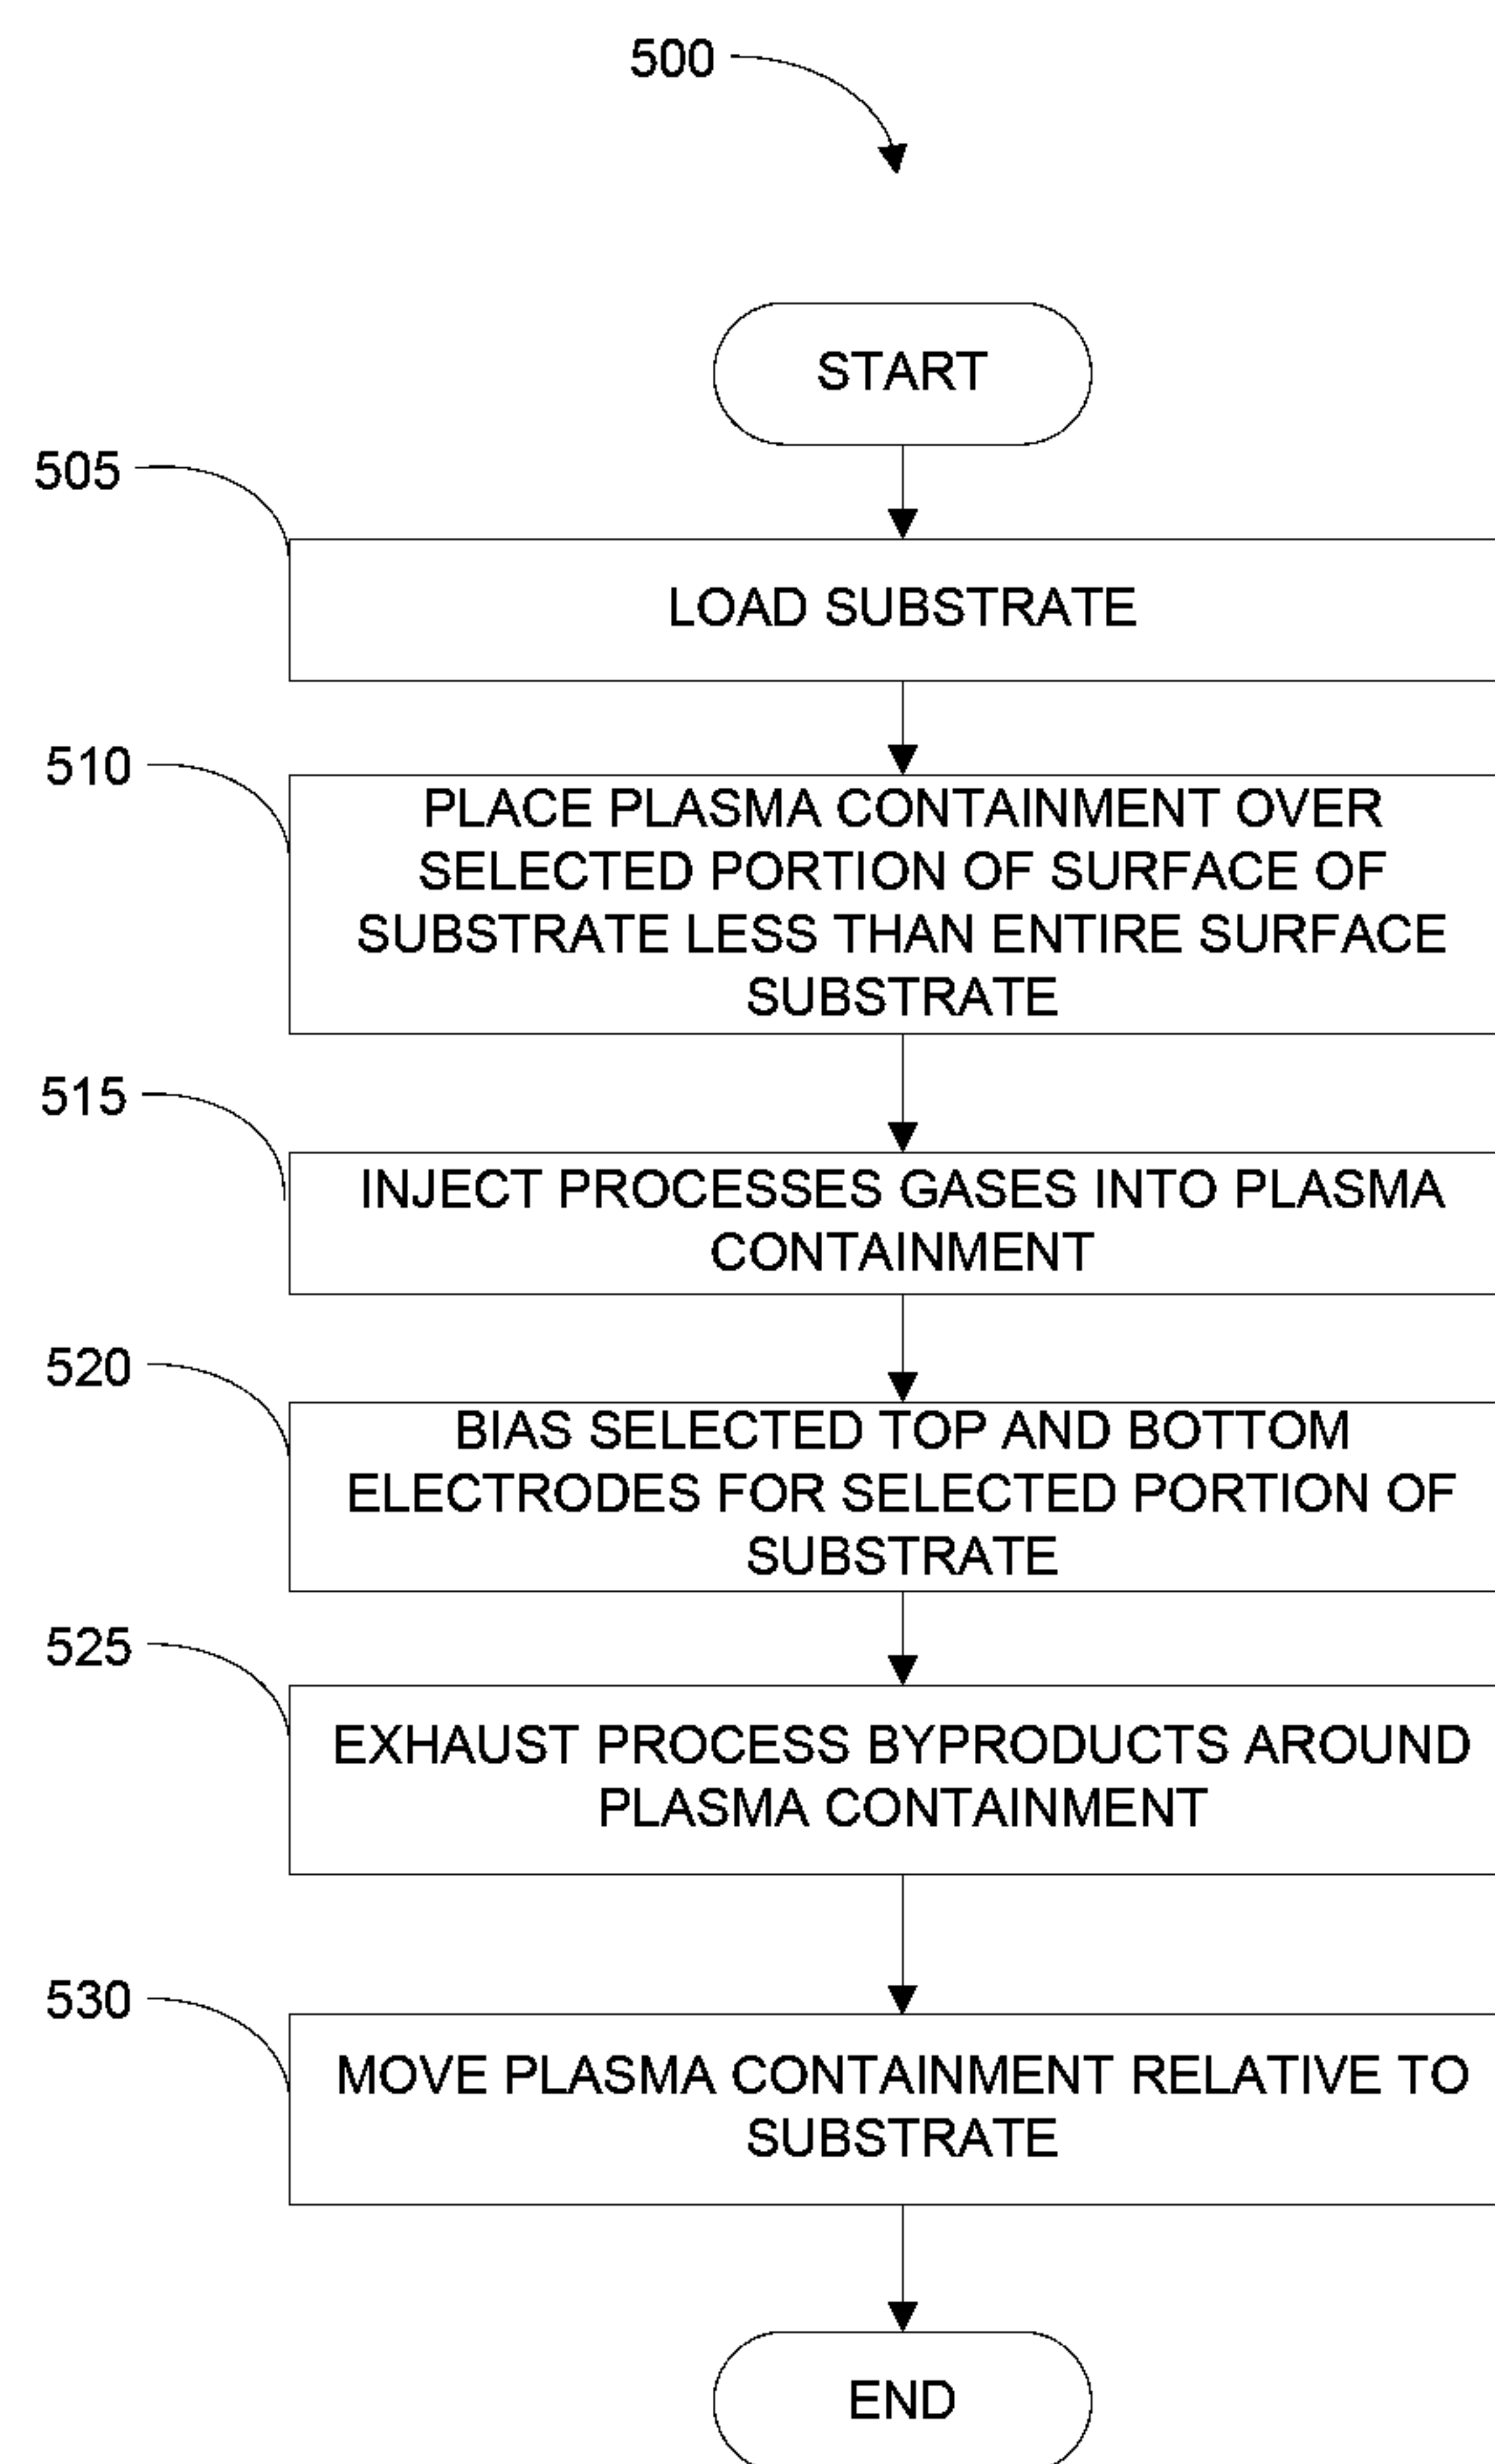 500
START
505
LOAD SUBSTRATE
510
PLACE PLASMA CONTAINMENT OVER
SELECTED PORTION OF SURFACE OF
SUBSTRATE LESS THAN ENTIRE SURFACE
SUBSTRATE
515
INJECT PROCESSES GASES INTO PLASMA
CONTAINMENT
520
BIAS SELECTED TOP AND BOTTOM
ELECTRODES FOR SELECTED PORTION OF
SUBSTRATE
525
EXHAUST PROCESS BYPRODUCTS AROUND
PLASMA CONTAINMENT
530
MOVE PLASMA CONTAINMENT RELATIVE TO
SUBSTRATE
END